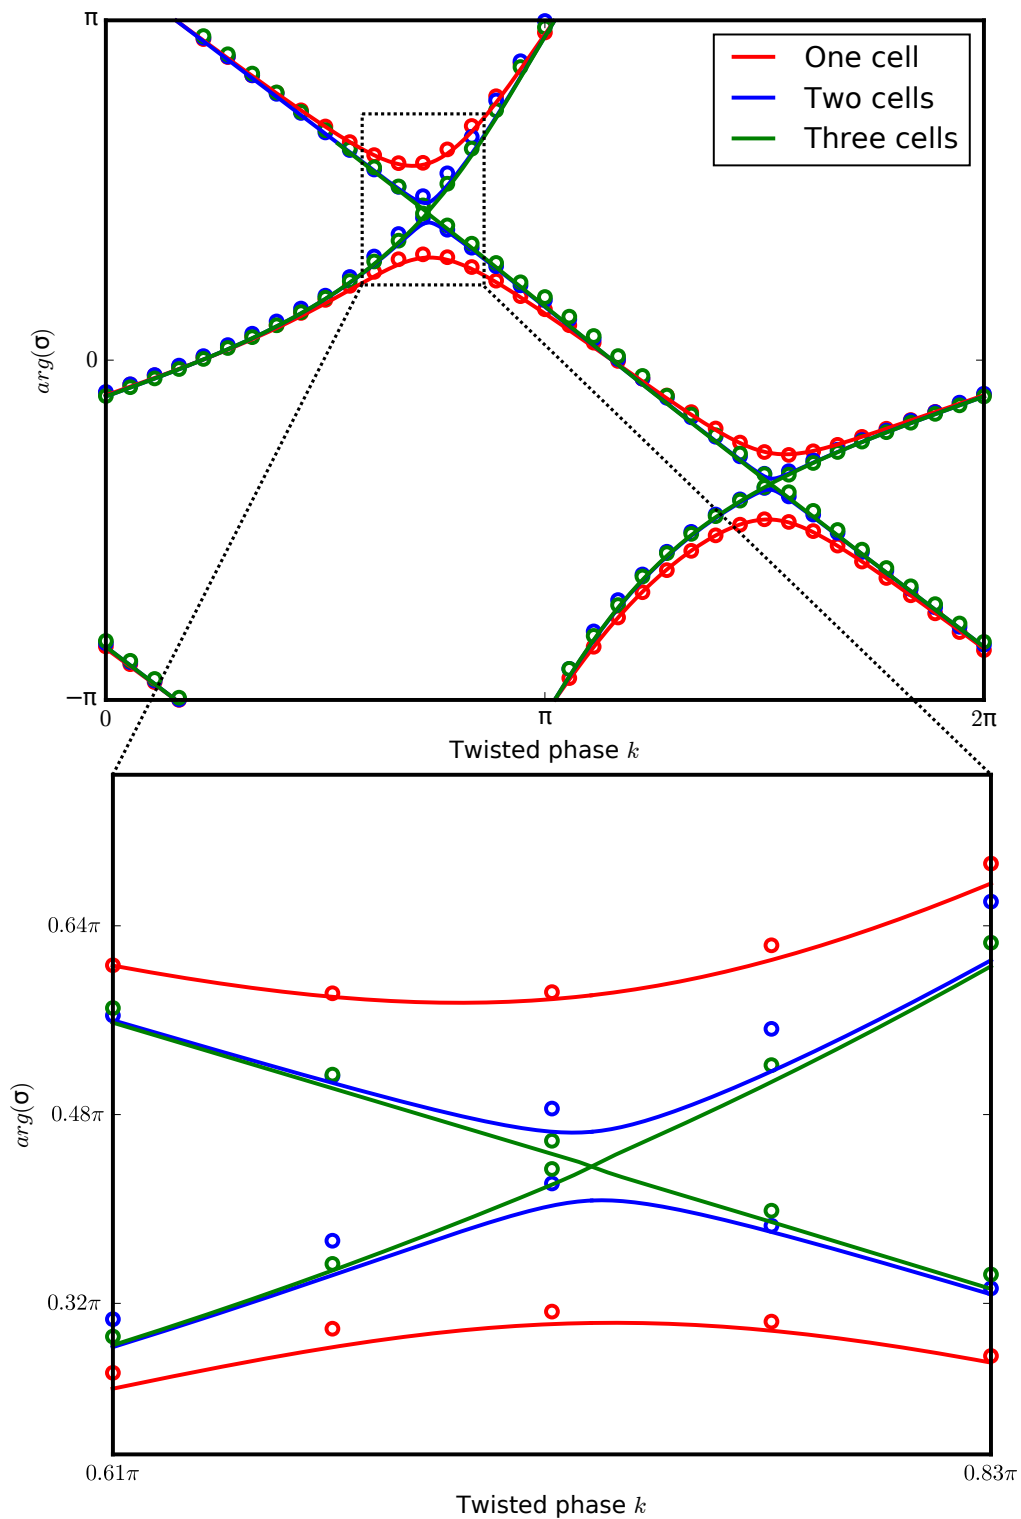 π
One cell
Two cells
Three cells
arg(σ)
0
−π
0
π
2π
Twisted phase k
0.64π
0.48π
arg(σ)
0.32π
0.61π
0.83π
Twisted phase k